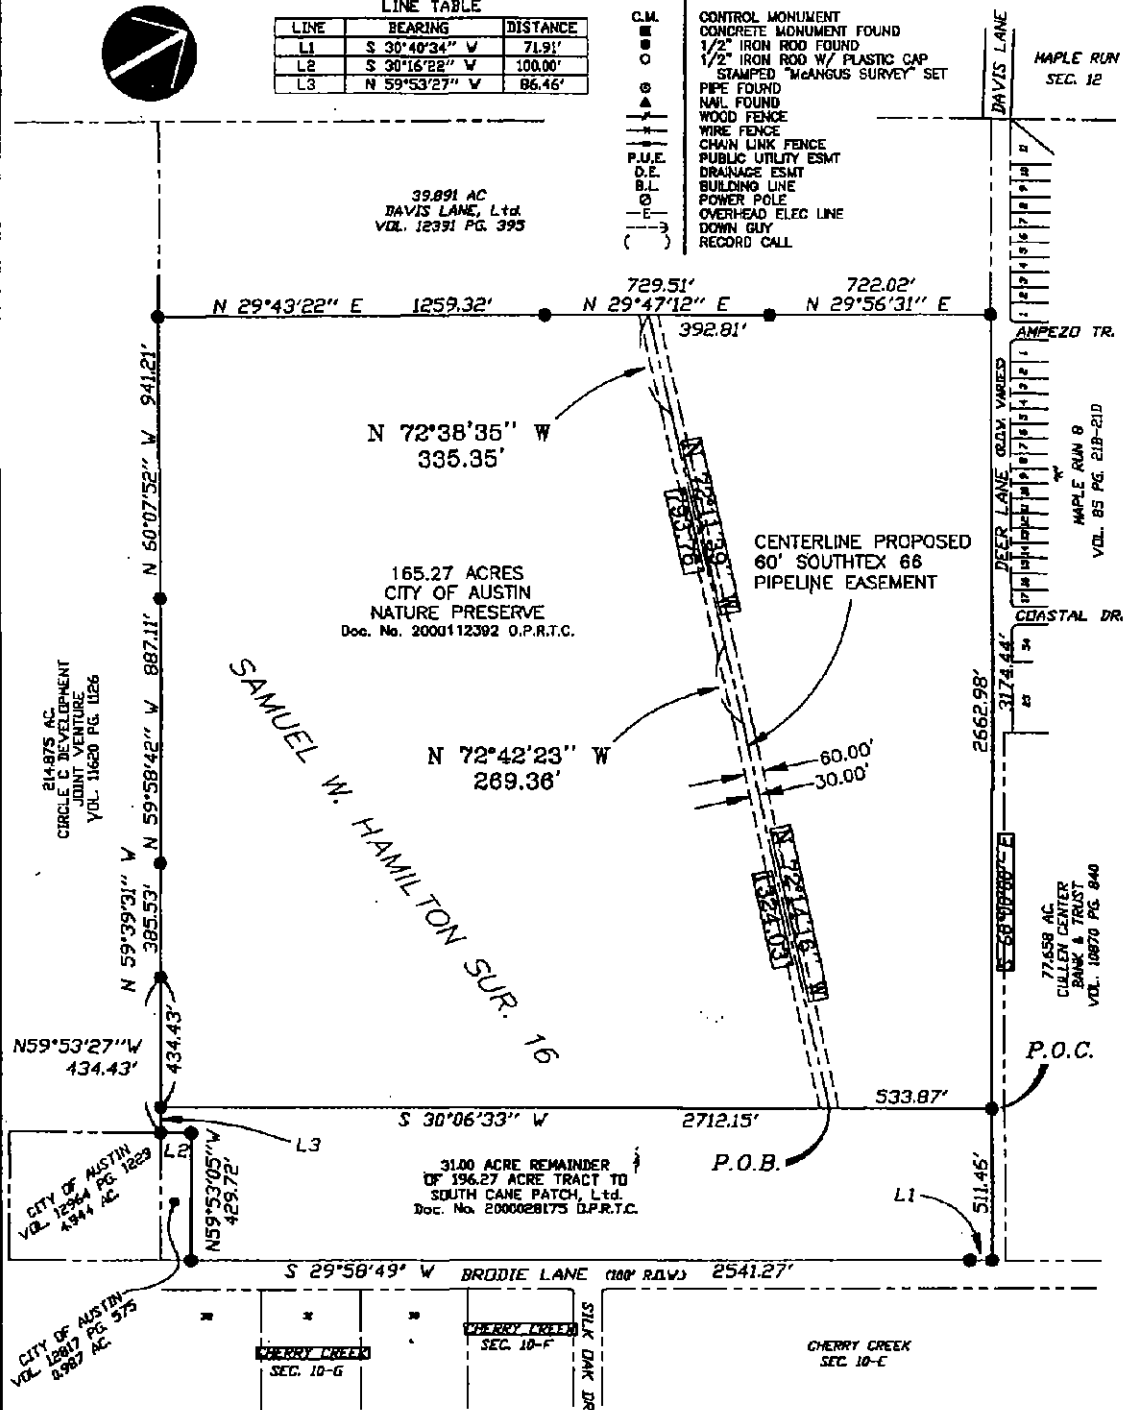 LINE TABLE
LINE BEARING DISTANCE
L1 S 30°40'34" W 71.91'
L2 S 30°16'22" W 100.00'
L3 N 59°53'27" W 86.46'
C.M. CONTROL MONUMENT
CONCRETE MONUMENT FOUND
1/2" IRON ROD FOUND
1/2" IRON ROD W/ PLASTIC CAP
STAMPED "McANGUS SURVEY" SET
PIPE FOUND
NAIL FOUND
WOOD FENCE
WIRE FENCE
CHAIN LINK FENCE
P.U.E. PUBLIC UTILITY ESMT
D.E. DRAINAGE ESMT
B.L. BUILDING LINE
POWER POLE
—E— OVERHEAD ELEC LINE
DOWN GUY
( ) RECORD CALL
DAVIS LANE
MAPLE RUN
SEC. 12
39.891 AC
DAVIS LANE, Ltd.
VOL. 12391 PG. 395
N 29°43'22" E 1259.32'
729.51'
N 29°47'12" E
392.81'
722.02'
N 29°56'31" E
AMPEZO TR.
N 60°07'52" W 941.21'
N 72°38'35" W
335.35'
N 72°11'39" W
793.76'
DEER LANE (R.O.W. VARIES)
"K"
MAPLE RUN 8
VOL. 85 PG. 21B-21D
COASTAL DR.
CENTERLINE PROPOSED
60' SOUTHTEX 66
PIPELINE EASEMENT
165.27 ACRES
CITY OF AUSTIN
NATURE PRESERVE
Doc. No. 2000112392 O.P.R.T.C.
SAMUEL W. HAMILTON SUR. 16
214.875 AC.
CIRCLE C DEVELOPMENT
JOINT VENTURE
VOL. 11620 PG. 1126
N 59°58'42" W 887.11'
N 59°39'31" W
385.53'
N 72°42'23" W
269.36'
60.00'
30.00'
2662.98'
3174.44'
N 72°14'16" W
1324.03'
S 60°00'00" E
77.658 AC.
CULLEN CENTER
BANK & TRUST
VOL. 10870 PG. 840
N59°53'27"W
434.43'
434.43'
P.O.C.
533.87'
S 30°06'33" W 2712.15'
P.O.B.
L3
L2
L1
511.46'
N59°53'05"W
429.72'
31.00 ACRE REMAINDER
OF 196.27 ACRE TRACT TO
SOUTH CANE PATCH, Ltd.
Doc. No. 2000028175 O.P.R.T.C.
CITY OF AUSTIN
VOL. 12964 PG. 1229
4.944 AC.
S 29°58'49" W BRODIE LANE (100' R.O.W.) 2541.27'
CITY OF AUSTIN
VOL. 12817 PG. 575
0.987 AC.
CHERRY CREEK
SEC. 10-G
CHERRY CREEK
SEC. 10-F
SILK OAK DR
CHERRY CREEK
SEC. 10-E